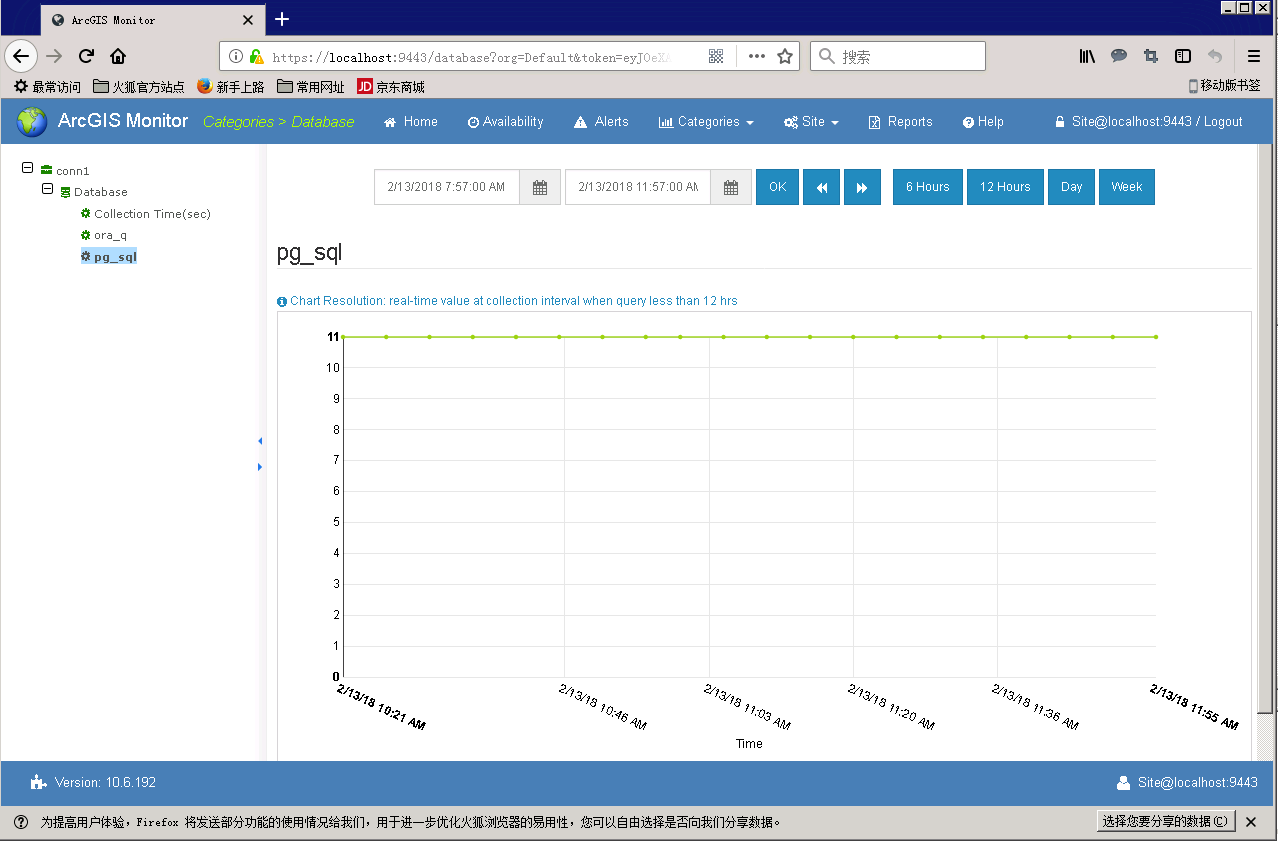 ArcGIS Monitor
https://localhost:9443/database?org=Default&token=eyJ0eXA
搜索
最常访问 火狐官方站点 新手上路 常用网址 JD 京东商城 移动版书签
ArcGIS Monitor Categories > Database Home Availability Alerts Categories Site Reports Help Site@localhost:9443 / Logout
conn1
Database
Collection Time(sec)
ora_q
pg_sql
2/13/2018 7:57:00 AM 2/13/2018 11:57:00 AM OK 6 Hours 12 Hours Day Week
pg_sql
Chart Resolution: real-time value at collection interval when query less than 12 hrs
11
10
9
8
7
6
5
4
3
2
1
0
2/13/18 10:21 AM 2/13/18 10:46 AM 2/13/18 11:03 AM 2/13/18 11:20 AM 2/13/18 11:36 AM 2/13/18 11:55 AM
Time
Version: 10.6.192 Site@localhost:9443
为提高用户体验，Firefox 将发送部分功能的使用情况给我们，用于进一步优化火狐浏览器的易用性，您可以自由选择是否向我们分享数据。 选择您要分享的数据(C)